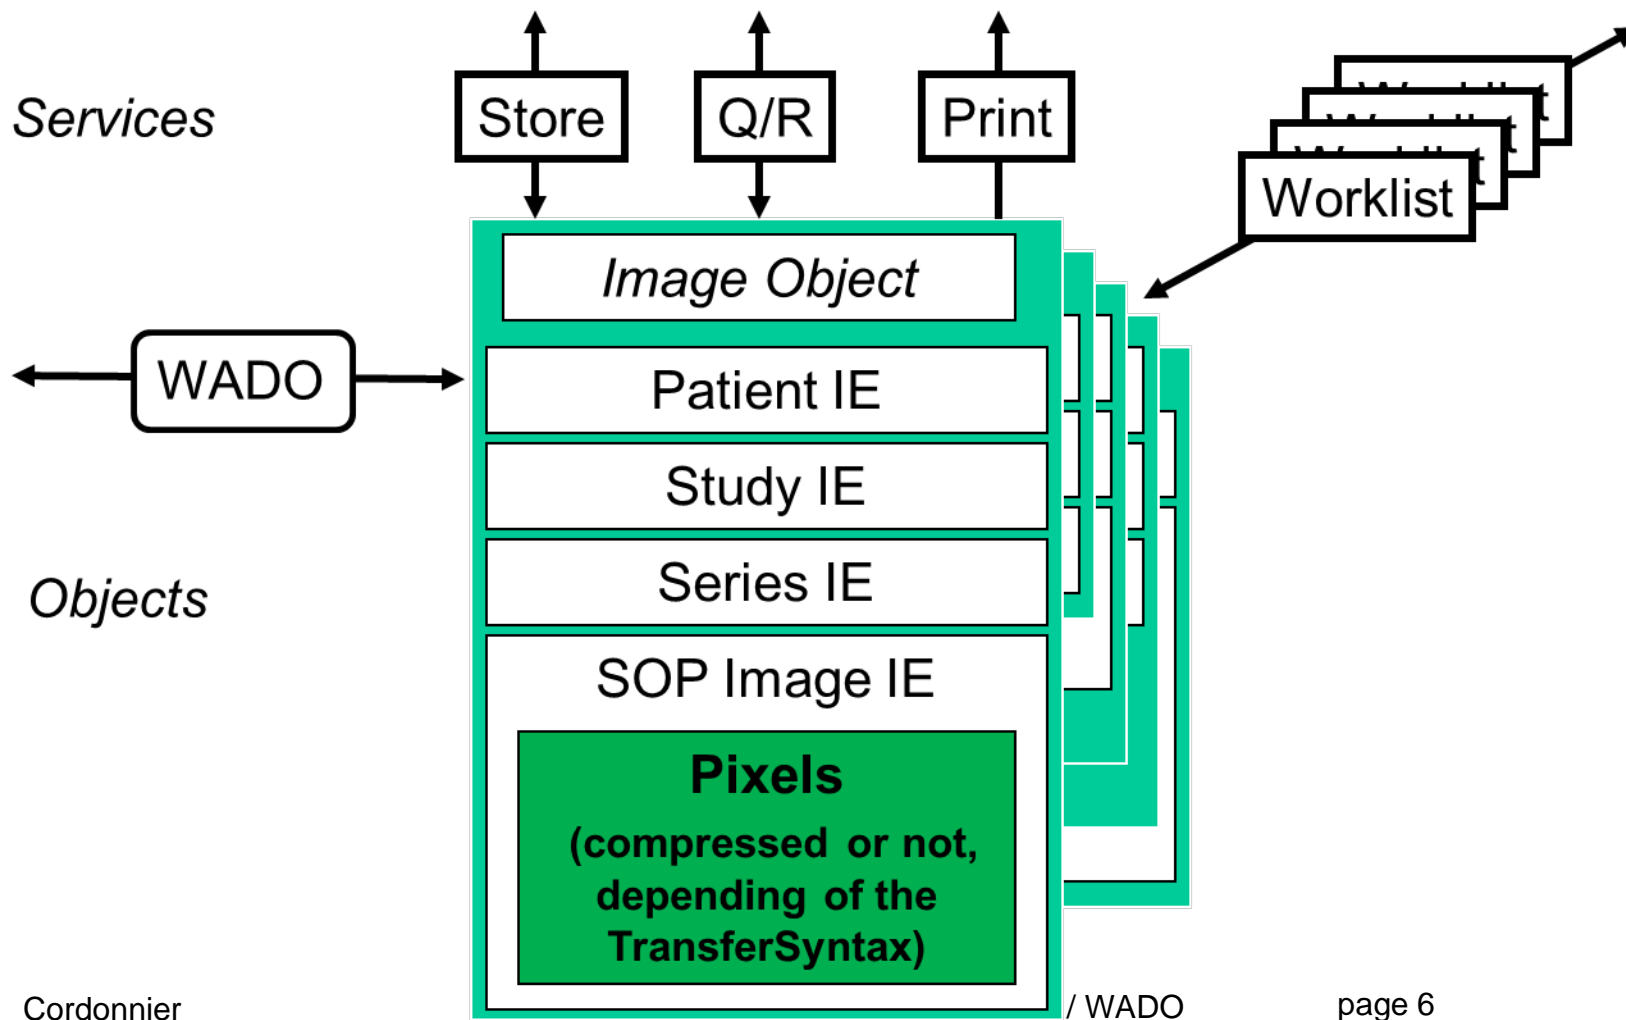 Services
Store
Q/R
Print
Worklist
Image Object
WADO
Patient IE
Study IE
Series IE
Objects
SOP Image IE
Pixels
(compressed or not,
depending of the
TransferSyntax)
Cordonnier
/ WADO
page 6